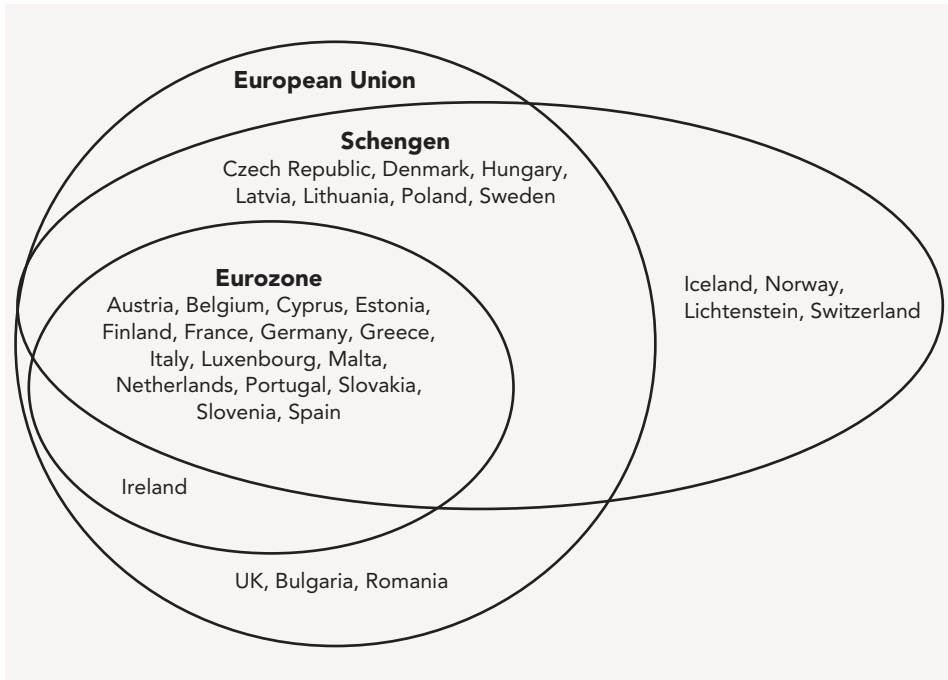 European Union
Schengen
Czech Republic, Denmark, Hungary,
Latvia, Lithuania, Poland, Sweden
Eurozone
Austria, Belgium, Cyprus, Estonia,
Finland, France, Germany, Greece,
Italy, Luxenbourg, Malta,
Netherlands, Portugal, Slovakia,
Slovenia, Spain
Iceland, Norway,
Lichtenstein, Switzerland
Ireland
UK, Bulgaria, Romania